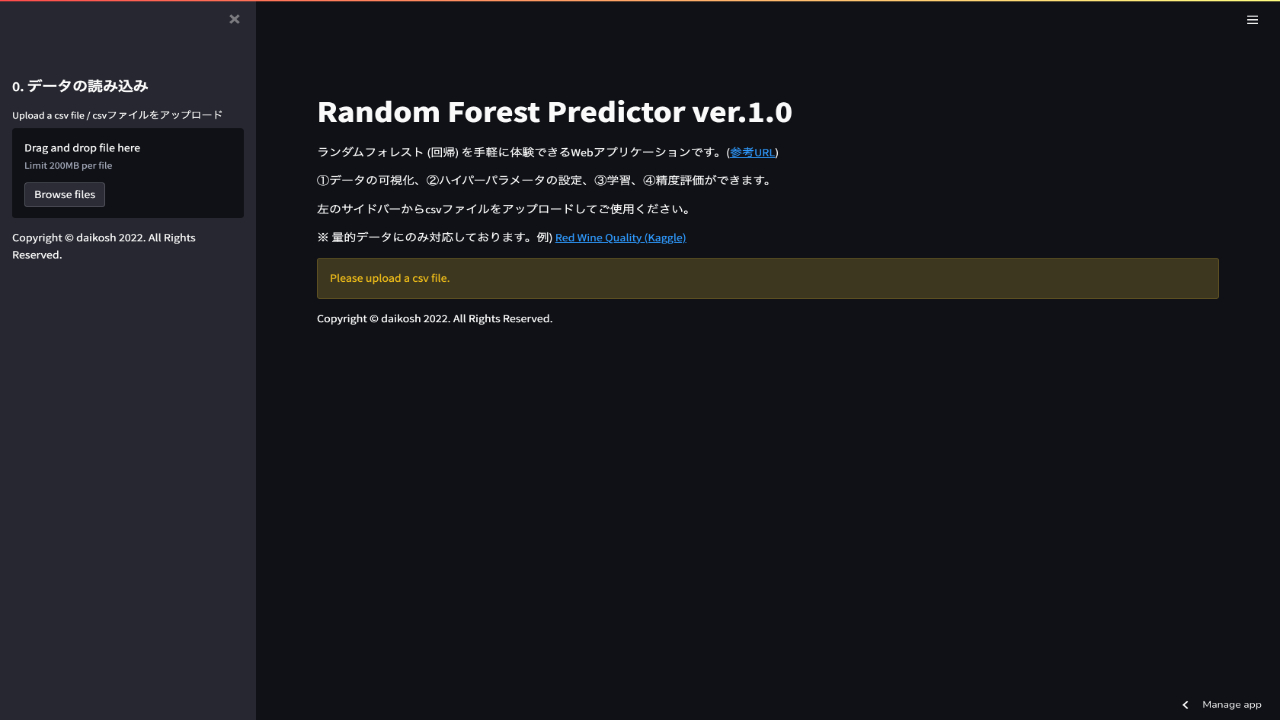 0. データの読み込み
Upload a csv file / csvファイルをアップロード
Drag and drop file here
Limit 200MB per file
Browse files
Copyright © daikosh 2022. All Rights
Reserved.
Random Forest Predictor ver.1.0
ランダムフォレスト (回帰) を手軽に体験できるWebアプリケーションです。(参考URL)
①データの可視化、②ハイパーパラメータの設定、③学習、④精度評価ができます。
左のサイドバーからcsvファイルをアップロードしてご使用ください。
※ 量的データにのみ対応しております。例) Red Wine Quality (Kaggle)
Please upload a csv file.
Copyright © daikosh 2022. All Rights Reserved.
Manage app